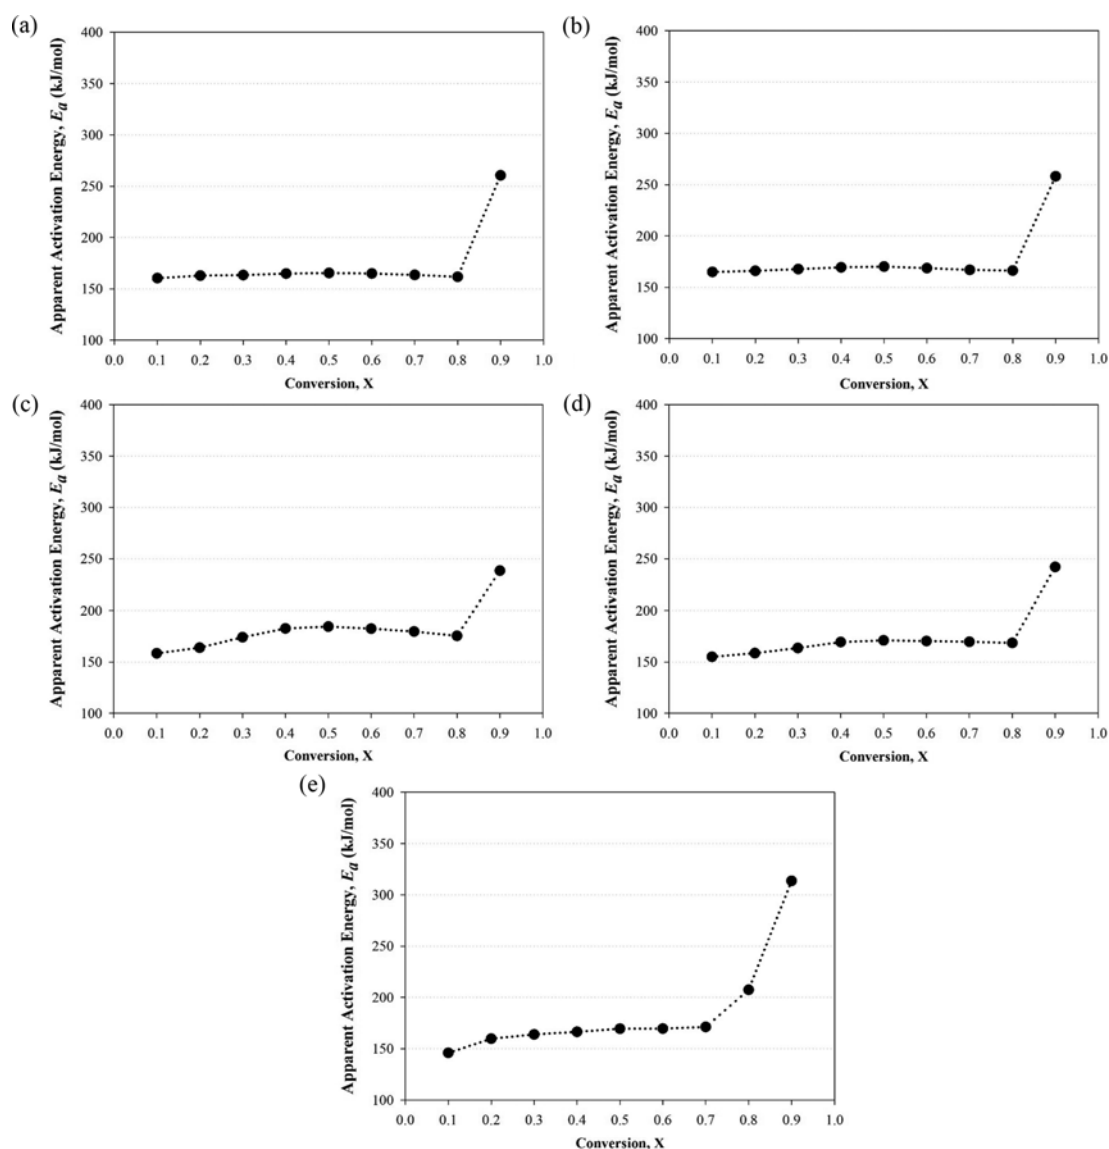 (a)
Apparent Activation Energy, Ea (kJ/mol)
400
350
300
250
200
150
100
0.0 0.1 0.2 0.3 0.4 0.5 0.6 0.7 0.8 0.9 1.0
Conversion, X
(b)
Apparent Activation Energy, Ea (kJ/mol)
400
350
300
250
200
150
100
0.0 0.1 0.2 0.3 0.4 0.5 0.6 0.7 0.8 0.9 1.0
Conversion, X
(c)
Apparent Activation Energy, Ea (kJ/mol)
400
350
300
250
200
150
100
0.0 0.1 0.2 0.3 0.4 0.5 0.6 0.7 0.8 0.9 1.0
Conversion, X
(d)
Apparent Activation Energy, Ea (kJ/mol)
400
350
300
250
200
150
100
0.0 0.1 0.2 0.3 0.4 0.5 0.6 0.7 0.8 0.9 1.0
Conversion, X
(e)
Apparent Activation Energy, Ea (kJ/mol)
400
350
300
250
200
150
100
0.0 0.1 0.2 0.3 0.4 0.5 0.6 0.7 0.8 0.9 1.0
Conversion, X